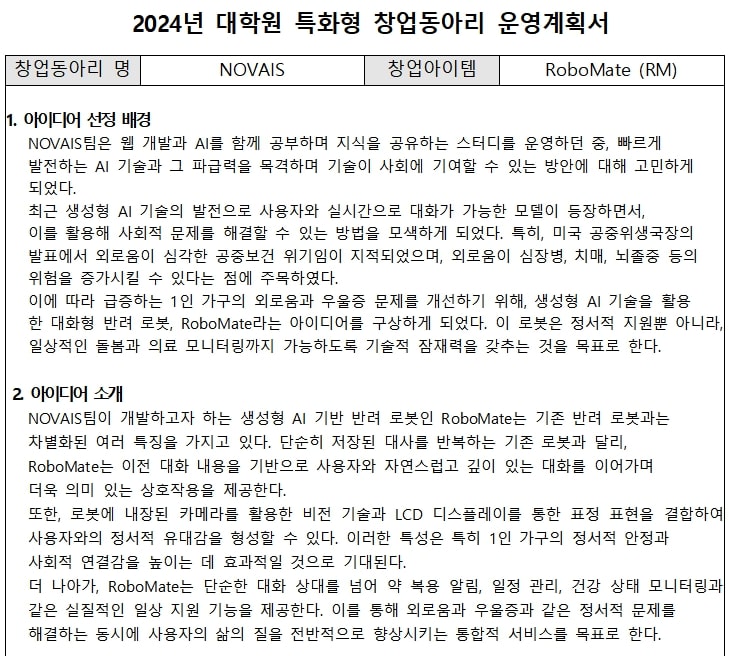 2024년 대학원 특화형 창업동아리 운영계획서
창업동아리 명 NOVAIS 창업아이템 RoboMate (RM)
1. 아이디어 선정 배경
NOVAIS팀은 웹 개발과 AI를 함께 공부하며 지식을 공유하는 스터디를 운영하던 중, 빠르게
발전하는 AI 기술과 그 파급력을 목격하며 기술이 사회에 기여할 수 있는 방안에 대해 고민하게
되었다.
최근 생성형 AI 기술의 발전으로 사용자와 실시간으로 대화가 가능한 모델이 등장하면서,
이를 활용해 사회적 문제를 해결할 수 있는 방법을 모색하게 되었다. 특히, 미국 공중위생국장의
발표에서 외로움이 심각한 공중보건 위기임이 지적되었으며, 외로움이 심장병, 치매, 뇌졸중 등의
위험을 증가시킬 수 있다는 점에 주목하였다.
이에 따라 급증하는 1인 가구의 외로움과 우울증 문제를 개선하기 위해, 생성형 AI 기술을 활용
한 대화형 반려 로봇, RoboMate라는 아이디어를 구상하게 되었다. 이 로봇은 정서적 지원뿐 아니라,
일상적인 돌봄과 의료 모니터링까지 가능하도록 기술적 잠재력을 갖추는 것을 목표로 한다.
2. 아이디어 소개
NOVAIS팀이 개발하고자 하는 생성형 AI 기반 반려 로봇인 RoboMate는 기존 반려 로봇과는
차별화된 여러 특징을 가지고 있다. 단순히 저장된 대사를 반복하는 기존 로봇과 달리,
RoboMate는 이전 대화 내용을 기반으로 사용자와 자연스럽고 깊이 있는 대화를 이어가며
더욱 의미 있는 상호작용을 제공한다.
또한, 로봇에 내장된 카메라를 활용한 비전 기술과 LCD 디스플레이를 통한 표정 표현을 결합하여
사용자와의 정서적 유대감을 형성할 수 있다. 이러한 특성은 특히 1인 가구의 정서적 안정과
사회적 연결감을 높이는 데 효과적일 것으로 기대된다.
더 나아가, RoboMate는 단순한 대화 상대를 넘어 약 복용 알림, 일정 관리, 건강 상태 모니터링과
같은 실질적인 일상 지원 기능을 제공한다. 이를 통해 외로움과 우울증과 같은 정서적 문제를
해결하는 동시에 사용자의 삶의 질을 전반적으로 향상시키는 통합적 서비스를 목표로 한다.